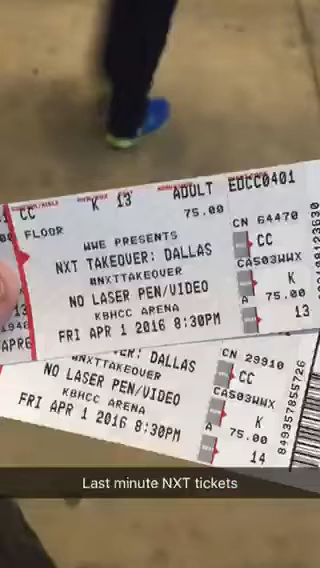 CC K 13 ADULT EDCC0401
FLOOR 75.00
WWE PRESENTS
NXT TAKEOVER: DALLAS
#NXTTAKEOVER
NO LASER PEN/VIDEO
KBHCC ARENA
FRI APR 1 2016 8:30PM
CN 64470
CC
CA503WWX
K
A 75.00
13
DALLAS
#NXTTAKEOVER
NO LASER PEN/VIDEO
KBHCC ARENA
FRI APR 1 2016 8:30PM
CN 29910
CC
CA503WWX
K
A 75.00
14
849357855726
Last minute NXT tickets